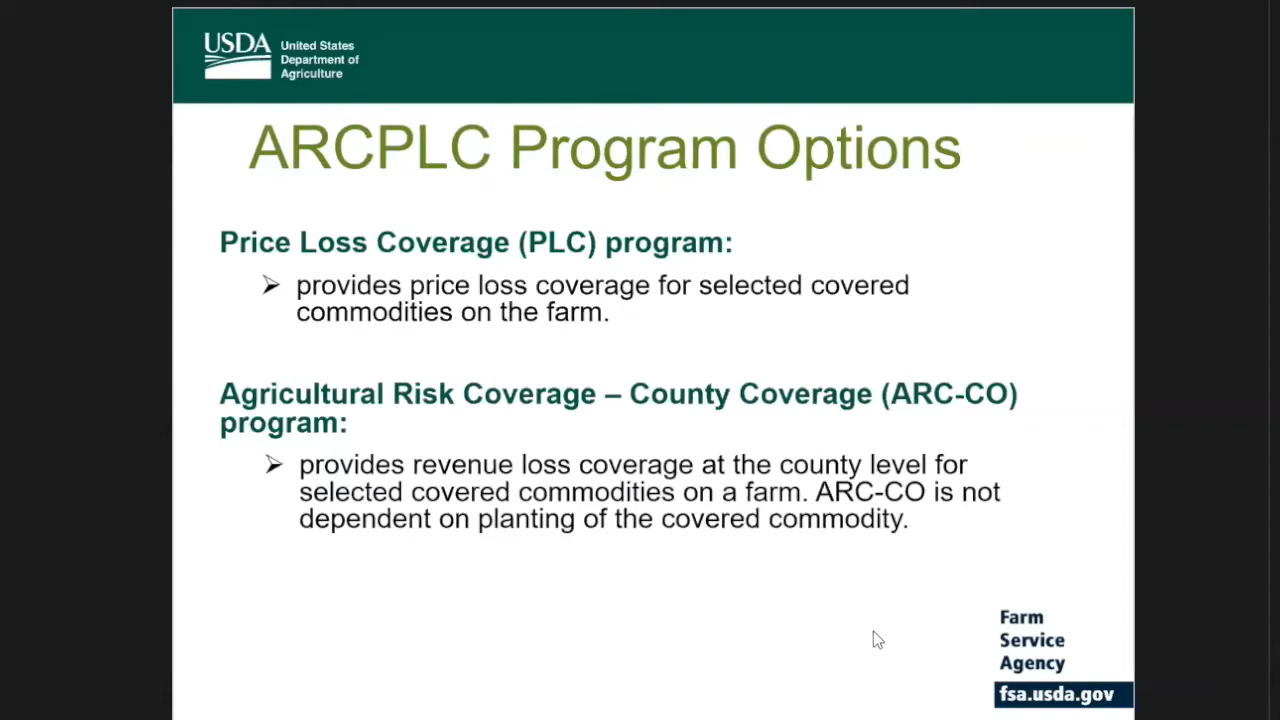 USDA
United States
Department of
Agriculture
ARCPLC Program Options
Price Loss Coverage (PLC) program:
provides price loss coverage for selected covered
commodities on the farm.
Agricultural Risk Coverage – County Coverage (ARC-CO)
program:
provides revenue loss coverage at the county level for
selected covered commodities on a farm. ARC-CO is not
dependent on planting of the covered commodity.
Farm
Service
Agency
fsa.usda.gov